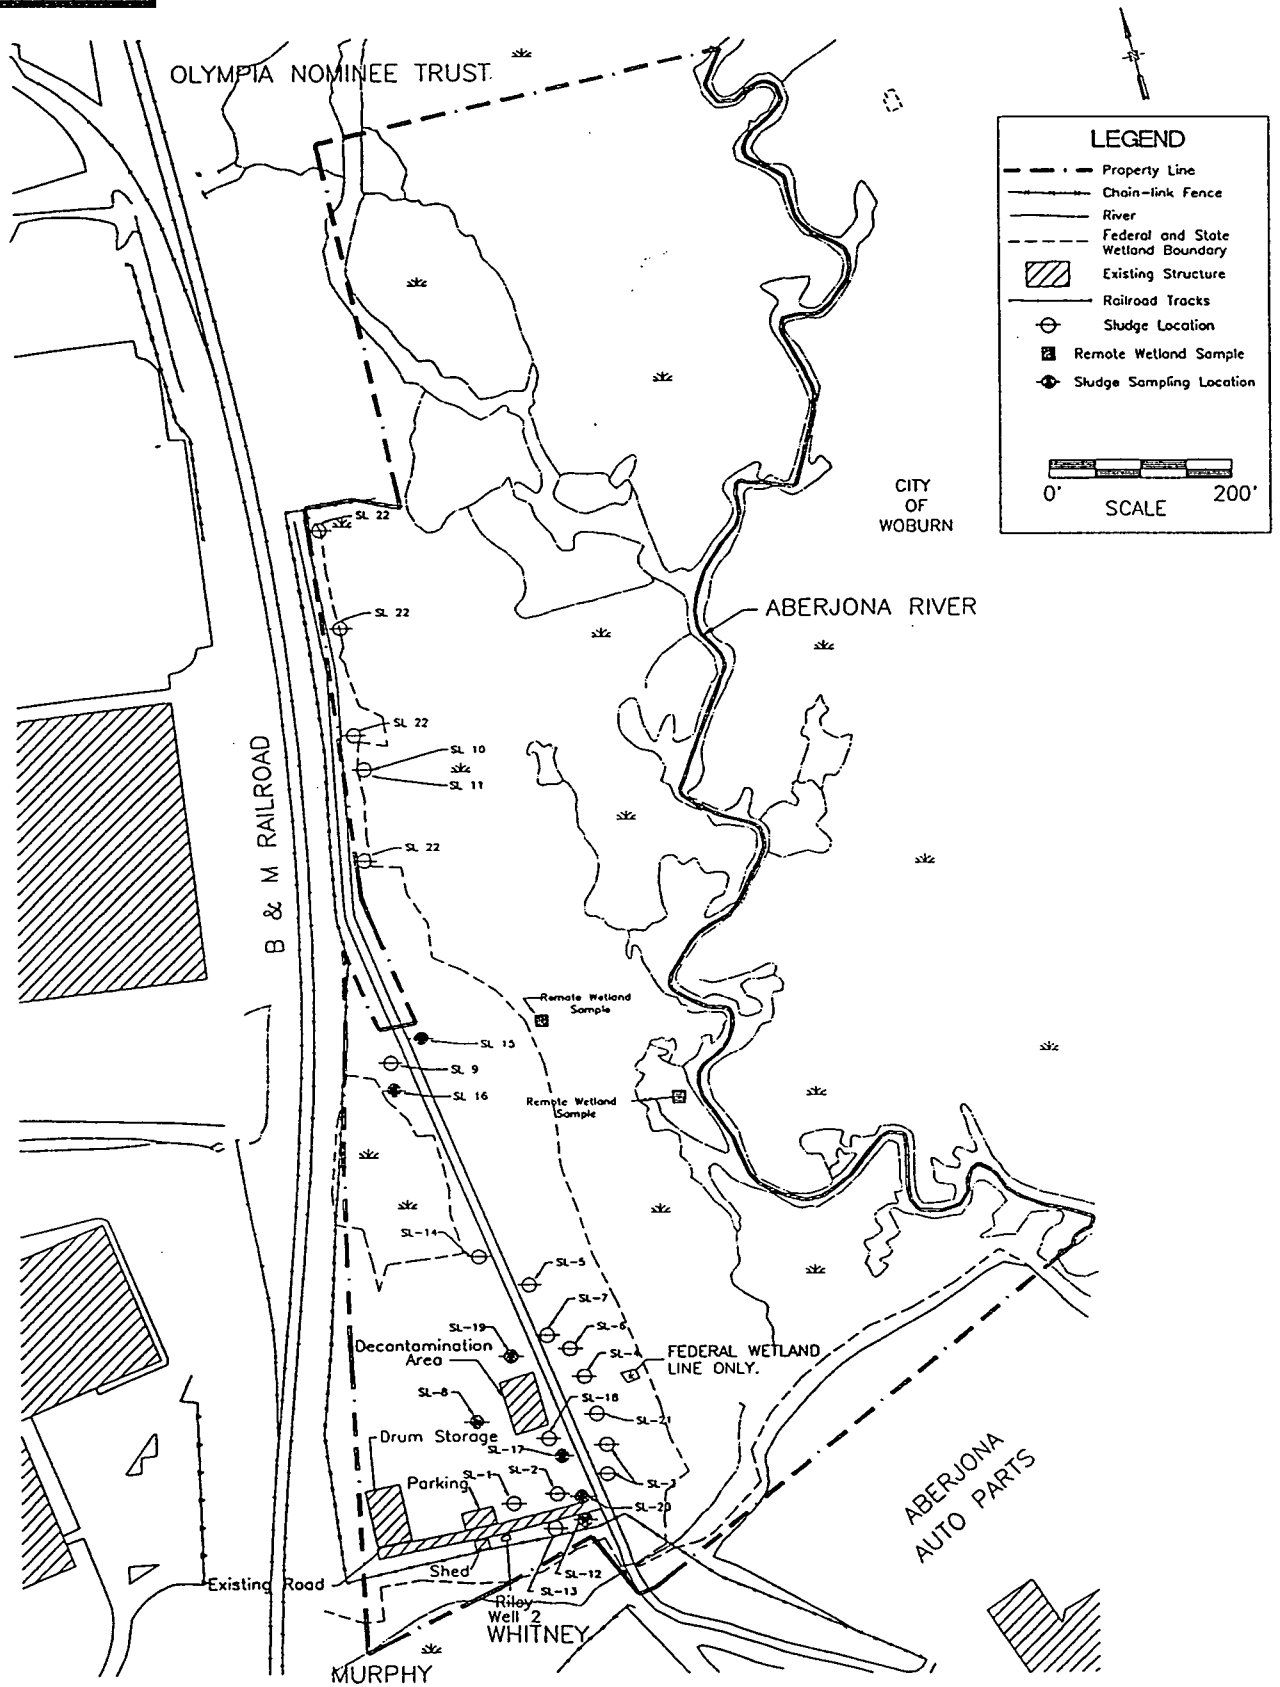 OLYMPIA NOMINEE TRUST
LEGEND
Property Line
Chain-link Fence
River
Federal and State
Wetland Boundary
Existing Structure
Railroad Tracks
Sludge Location
Remote Wetland Sample
Sludge Sampling Location
0' 200'
SCALE
CITY
OF
WOBURN
SL 22
ABERJONA RIVER
SL 22
SL 22
SL 10
SL 11
B & M RAILROAD
SL 22
Remote Wetland
Sample
SL 15
SL 9
SL 16
Remote Wetland
Sample
SL-14
SL-5
SL-7
SL-6
SL-19
Decontamination
Area
SL-4
FEDERAL WETLAND
LINE ONLY.
SL-8
SL-18
SL-21
Drum Storage
SL-17
SL-3
Parking
SL-1
SL-2
SL-20
ABERJONA
AUTO PARTS
Shed
SL-12
Existing Road
SL-13
Riley
Well 2
WHITNEY
MURPHY